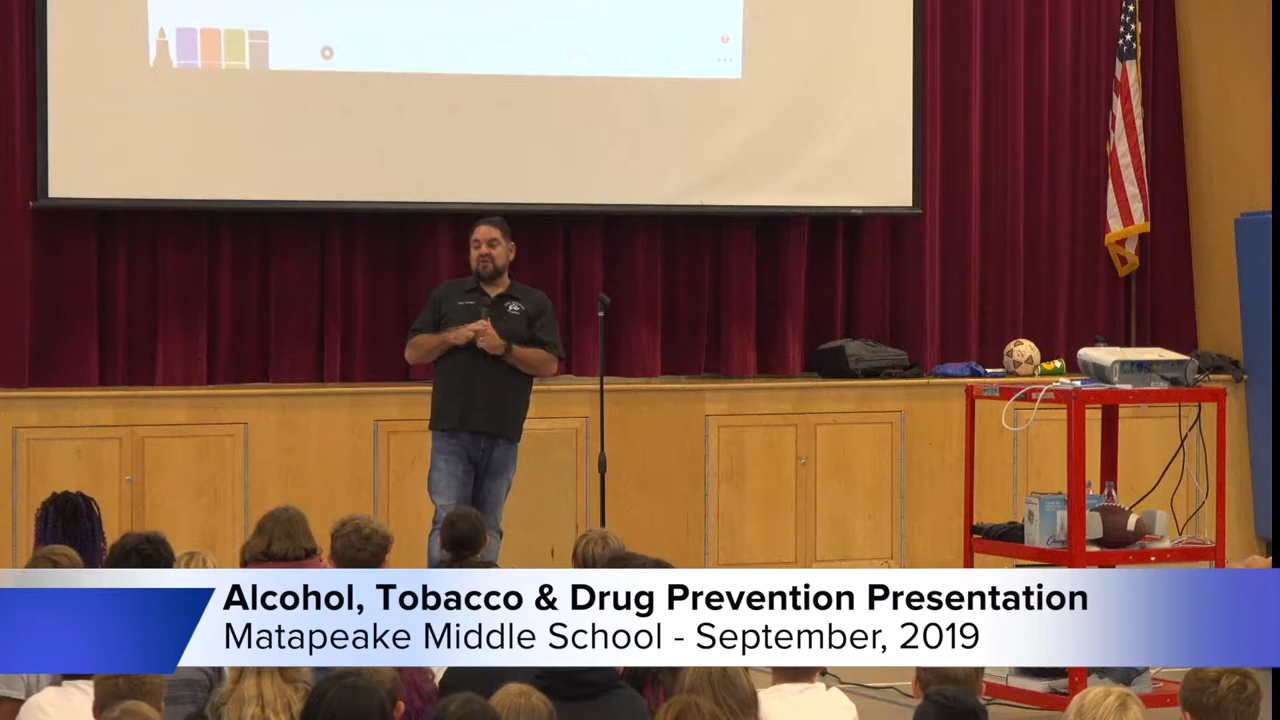 Alcohol, Tobacco & Drug Prevention Presentation
Matapeake Middle School - September, 2019